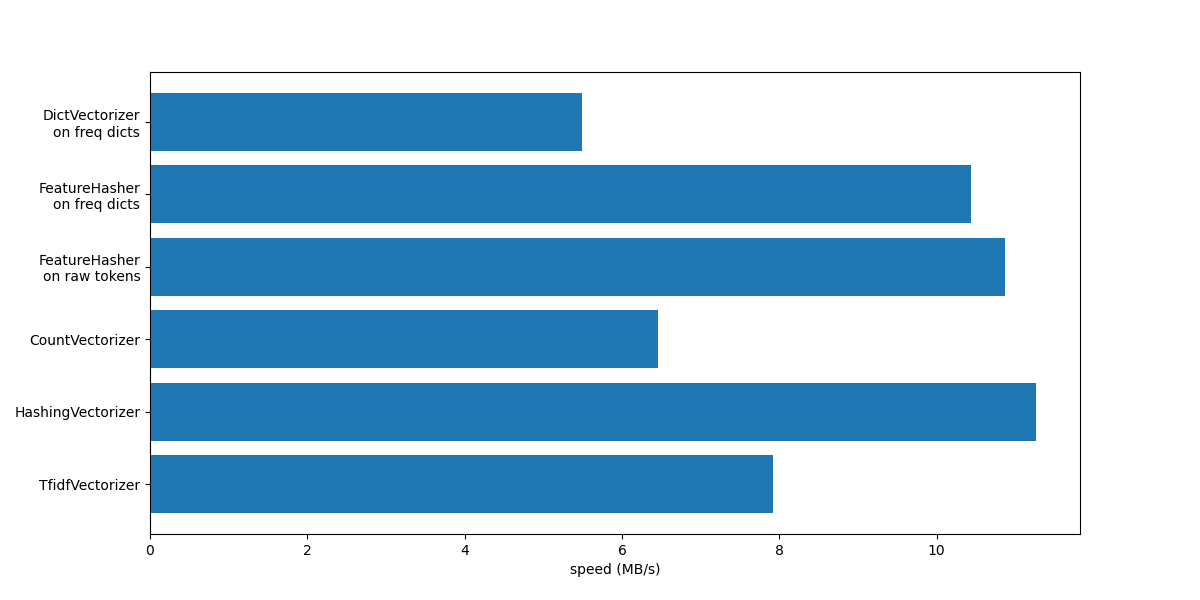 DictVectorizer
on freq dicts
FeatureHasher
on freq dicts
FeatureHasher
on raw tokens
CountVectorizer
HashingVectorizer
TfidfVectorizer
0 2 4 6 8 10
speed (MB/s)